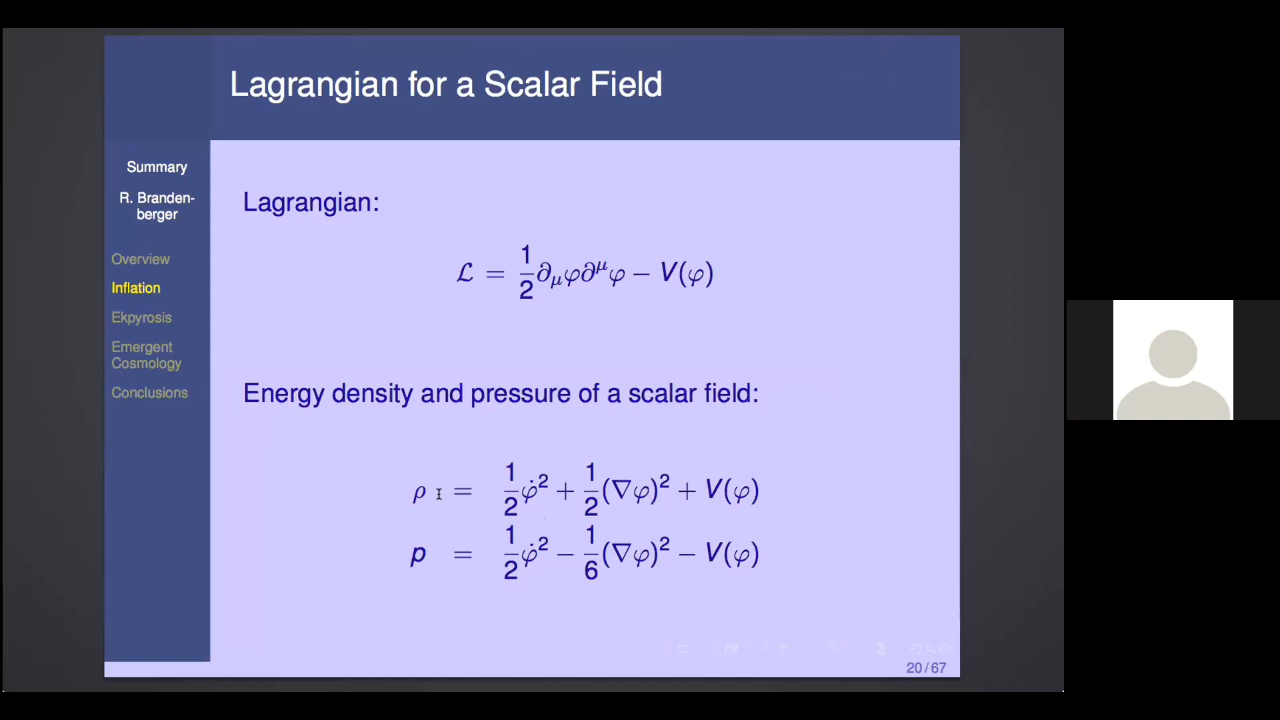 Lagrangian for a Scalar Field
Summary
R. Branden-
berger
Overview
Inflation
Ekpyrosis
Emergent
Cosmology
Conclusions
Lagrangian:
ℒ = 1/2 ∂_μφ∂^μφ − V(φ)
Energy density and pressure of a scalar field:
ρ = 1/2 φ̇² + 1/2 (∇φ)² + V(φ)
p = 1/2 φ̇² − 1/6 (∇φ)² − V(φ)
20/67